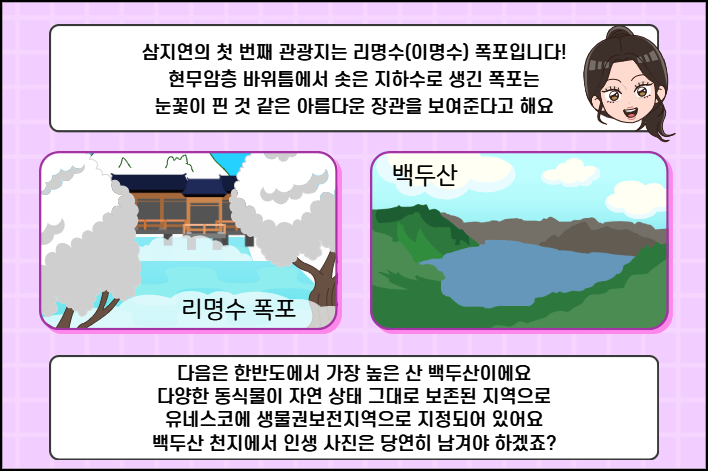 삼지연의 첫 번째 관광지는 리명수(이명수) 폭포입니다!
현무암층 바위틈에서 솟은 지하수로 생긴 폭포는
눈꽃이 핀 것 같은 아름다운 장관을 보여준다고 해요
리명수 폭포
백두산
다음은 한반도에서 가장 높은 산 백두산이에요
다양한 동식물이 자연 상태 그대로 보존된 지역으로
유네스코에 생물권보전지역으로 지정되어 있어요
백두산 천지에서 인생 사진은 당연히 남겨야 하겠죠?